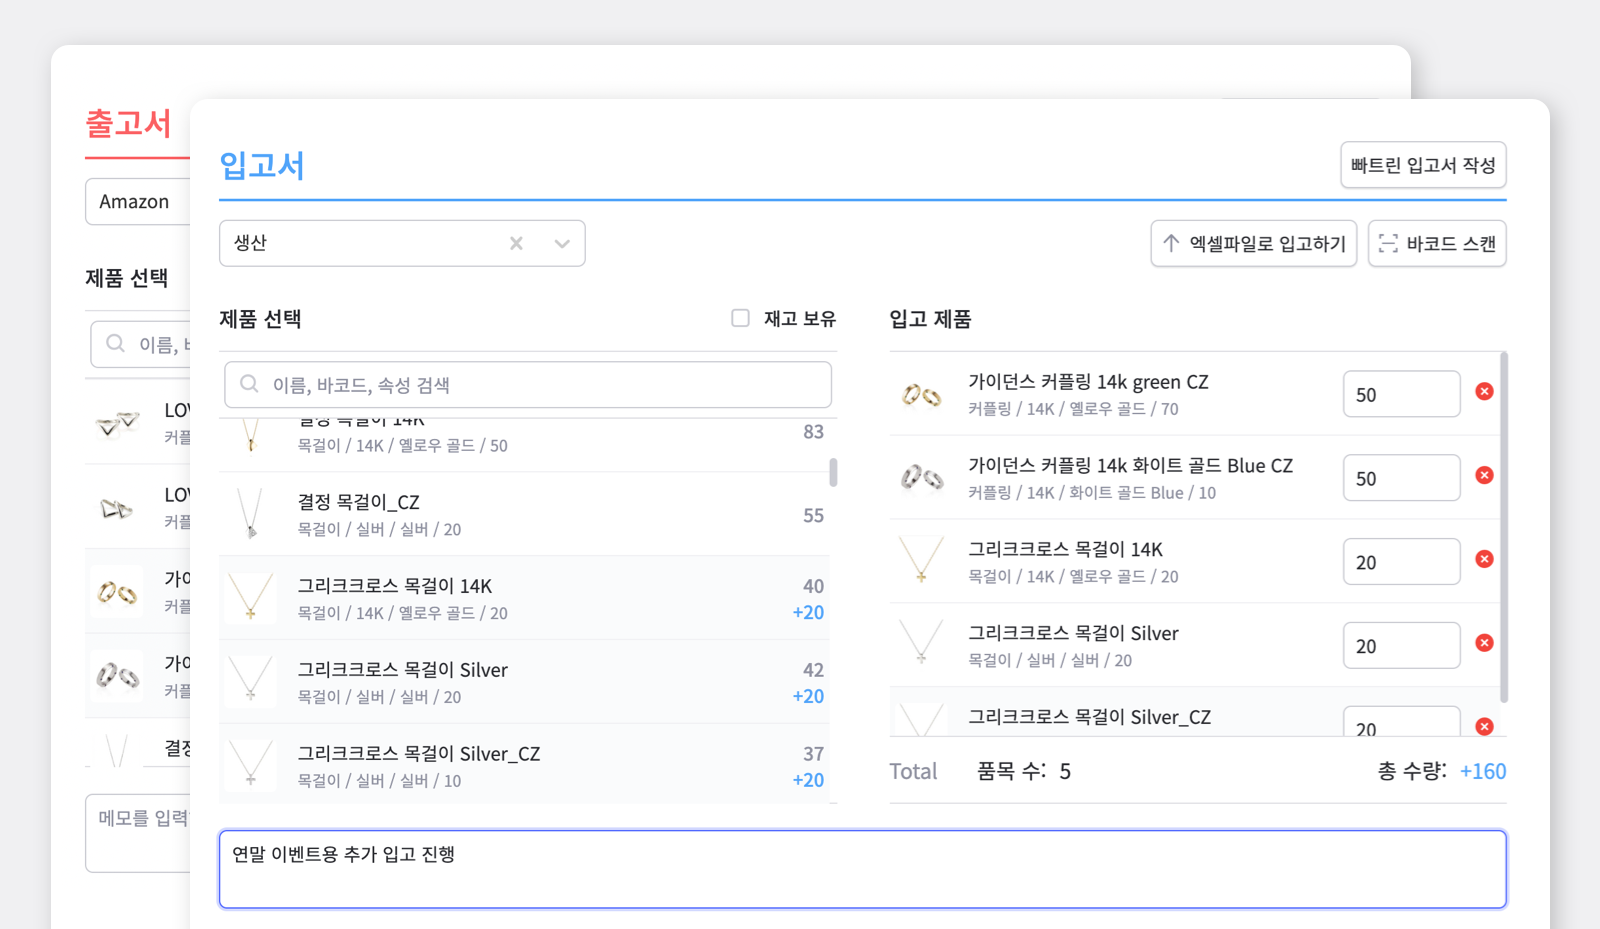 출고서
Amazon
제품 선택
이름,
LO
커플
LO
커플
가이
커플
가이
커플
결정
메모를 입력
입고서
빠트린 입고서 작성
생산
엑셀파일로 입고하기
바코드 스캔
제품 선택
재고 보유
이름, 바코드, 속성 검색
결정 목걸이 14K
목걸이 / 14K / 옐로우 골드 / 50
83
결정 목걸이_CZ
목걸이 / 실버 / 실버 / 20
55
그리크크로스 목걸이 14K
목걸이 / 14K / 옐로우 골드 / 20
40
+20
그리크크로스 목걸이 Silver
목걸이 / 실버 / 실버 / 20
42
+20
그리크크로스 목걸이 Silver_CZ
목걸이 / 실버 / 실버 / 10
37
+20
입고 제품
가이던스 커플링 14k green CZ
커플링 / 14K / 옐로우 골드 / 70
50
가이던스 커플링 14k 화이트 골드 Blue CZ
커플링 / 14K / 화이트 골드 Blue / 10
50
그리크크로스 목걸이 14K
목걸이 / 14K / 옐로우 골드 / 20
20
그리크크로스 목걸이 Silver
목걸이 / 실버 / 실버 / 20
20
그리크크로스 목걸이 Silver_CZ
20
Total 품목 수: 5 총 수량: +160
연말 이벤트용 추가 입고 진행